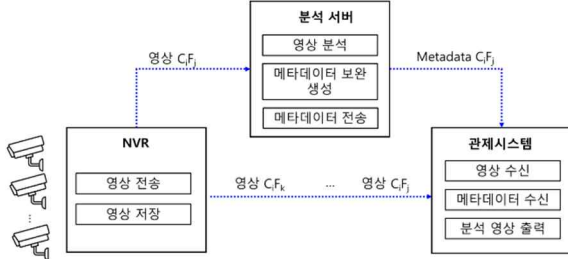 분석 서버
영상 분석
메타데이터 보완
생성
메타데이터 전송
영상 CᵢFⱼ
Metadata CᵢFⱼ
NVR
영상 전송
영상 저장
⋮
영상 CᵢFₖ ... 영상 CᵢFⱼ
관제시스템
영상 수신
메타데이터 수신
분석 영상 출력